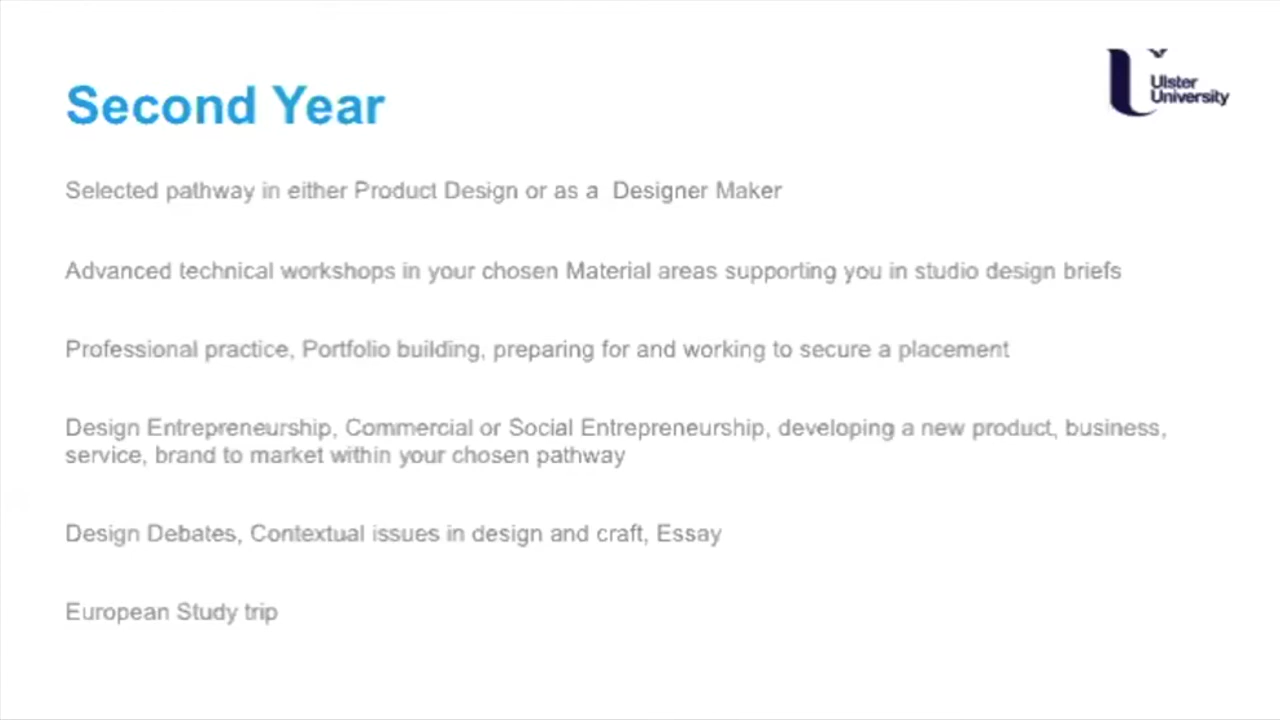 Second Year
Ulster
University
Selected pathway in either Product Design or as a  Designer Maker
Advanced technical workshops in your chosen Material areas supporting you in studio design briefs
Professional practice, Portfolio building, preparing for and working to secure a placement
Design Entrepreneurship, Commercial or Social Entrepreneurship, developing a new product, business,
service, brand to market within your chosen pathway
Design Debates, Contextual issues in design and craft, Essay
European Study trip